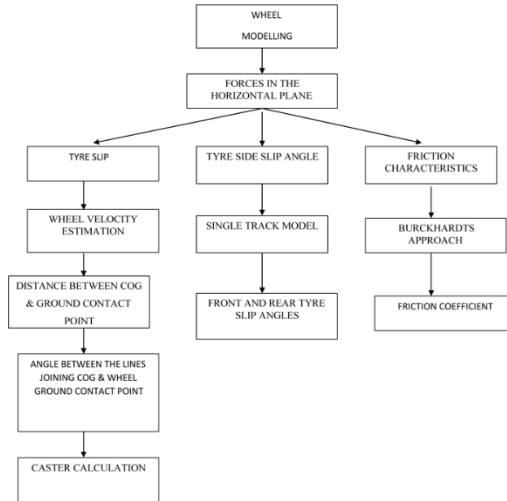 WHEEL
MODELLING
FORCES IN THE
HORIZONTAL PLANE
TYRE SLIP
TYRE SIDE SLIP ANGLE
FRICTION
CHARACTERISTICS
WHEEL VELOCITY
ESTIMATION
SINGLE TRACK MODEL
BURCKHARDTS
APPROACH
DISTANCE BETWEEN COG
& GROUND CONTACT
POINT
FRONT AND REAR TYRE
SLIP ANGLES
FRICTION COEFFICIENT
ANGLE BETWEEN THE LINES
JOINING COG & WHEEL
GROUND CONTACT POINT
CASTER CALCULATION